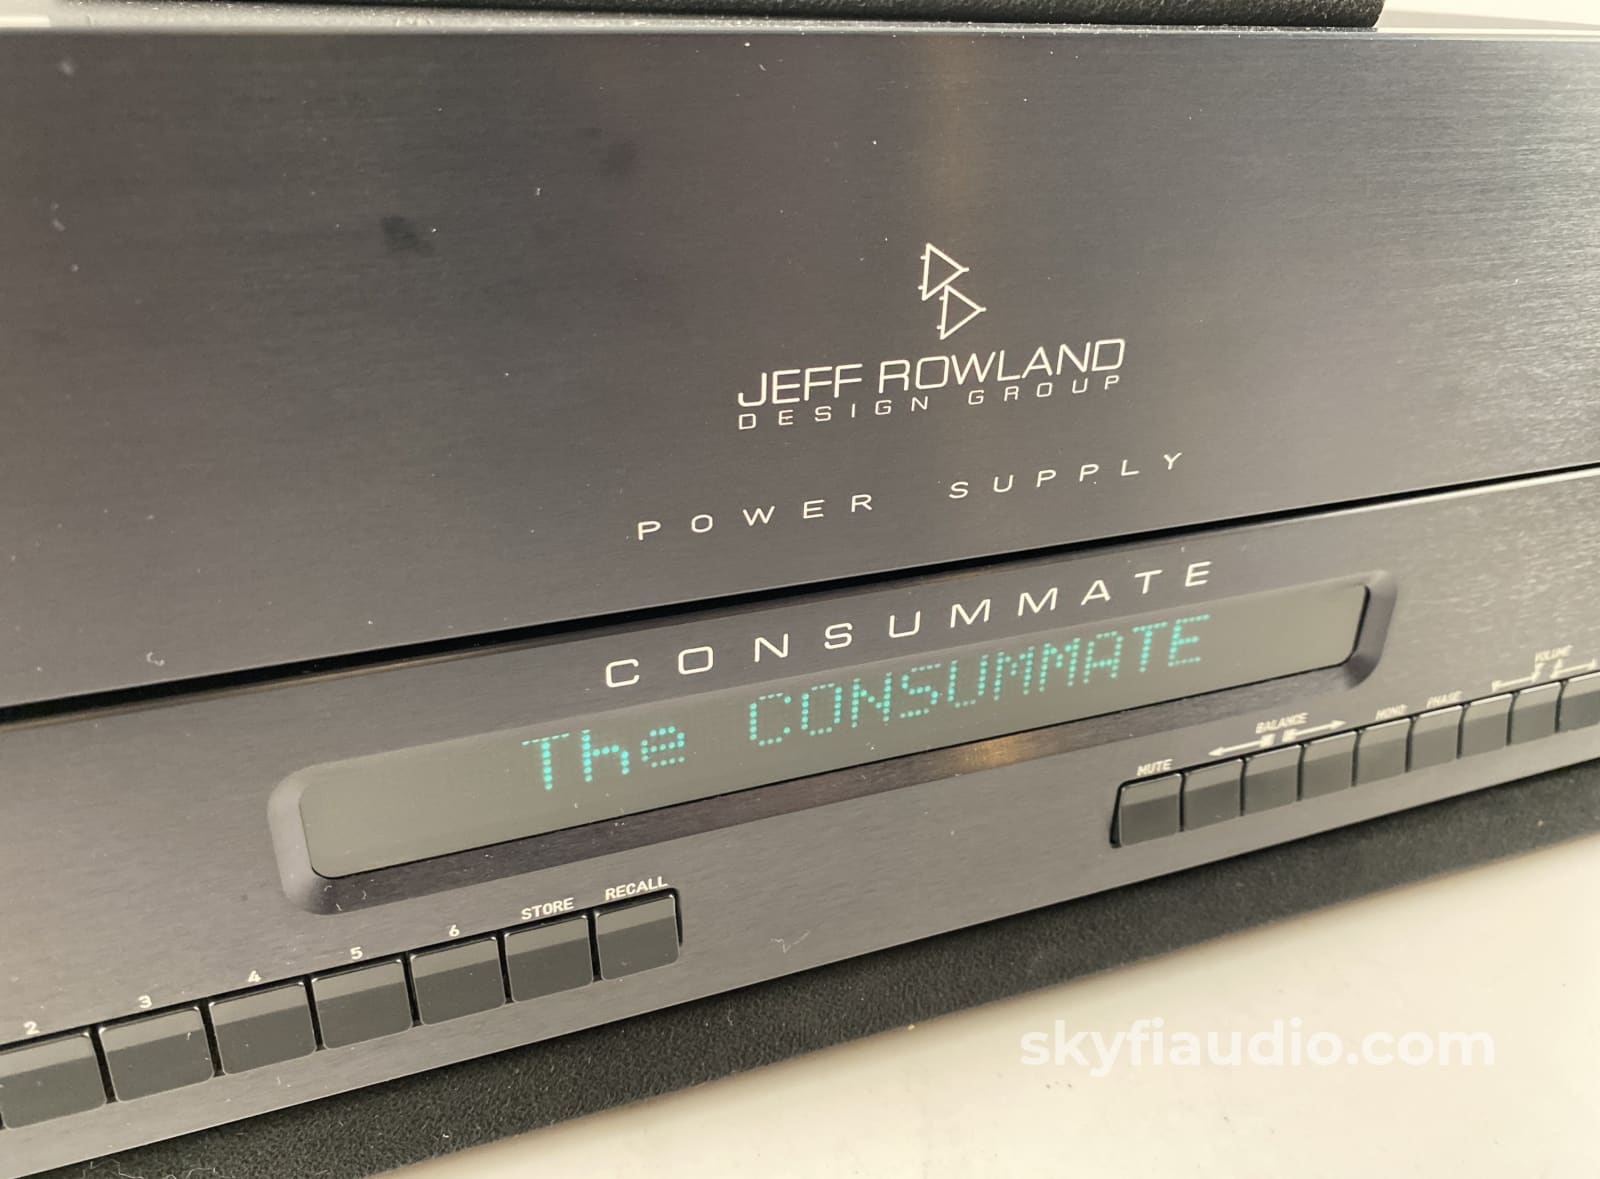 JEFF ROWLAND
DESIGN GROUP
POWER SUPPLY
CONSUMMATE
The CONSUMMATE
VOLUME
BALANCE
MONO
PHASE
MUTE
2
3
4
5
6
STORE
RECALL
skyfiaudio.com